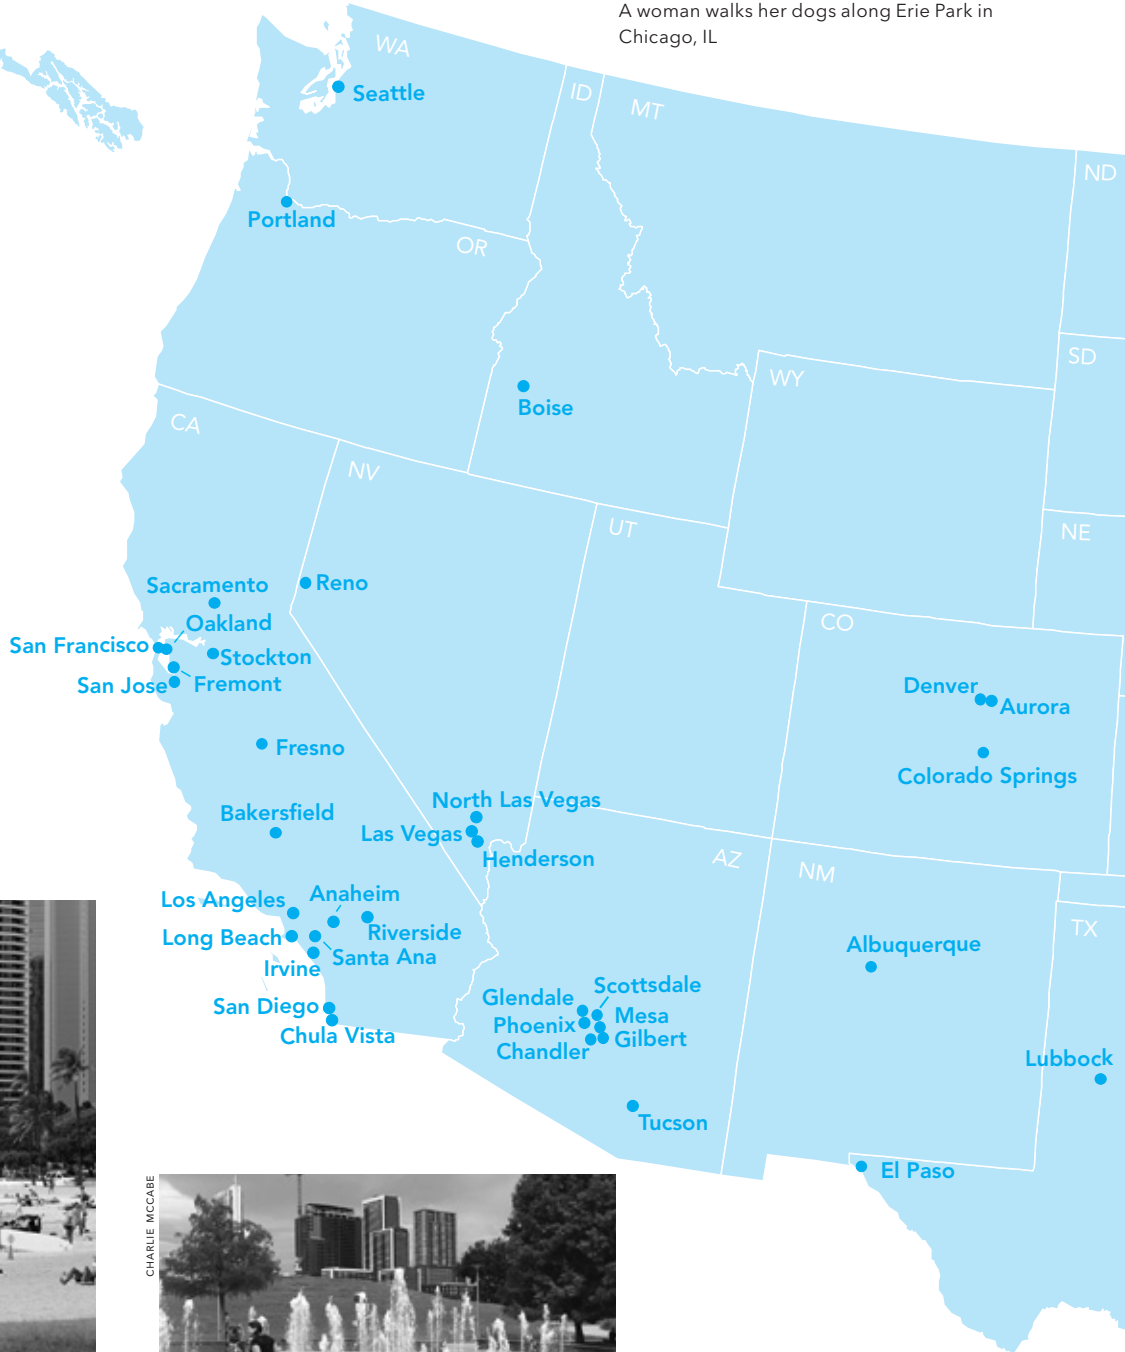 A woman walks her dogs along Erie Park in
Chicago, IL
WA
Seattle
ID
MT
ND
Portland
OR
SD
WY
Boise
CA
NV
UT
NE
Sacramento
Reno
Oakland
San Francisco
Stockton
San Jose
Fremont
CO
Denver
Aurora
Colorado Springs
Fresno
North Las Vegas
Bakersfield
Las Vegas
Henderson
AZ
NM
TX
Los Angeles
Anaheim
Long Beach
Riverside
Santa Ana
Irvine
San Diego
Chula Vista
Albuquerque
Scottsdale
Glendale
Phoenix
Mesa
Gilbert
Chandler
Lubbock
Tucson
El Paso
CHARLIE MCCABE